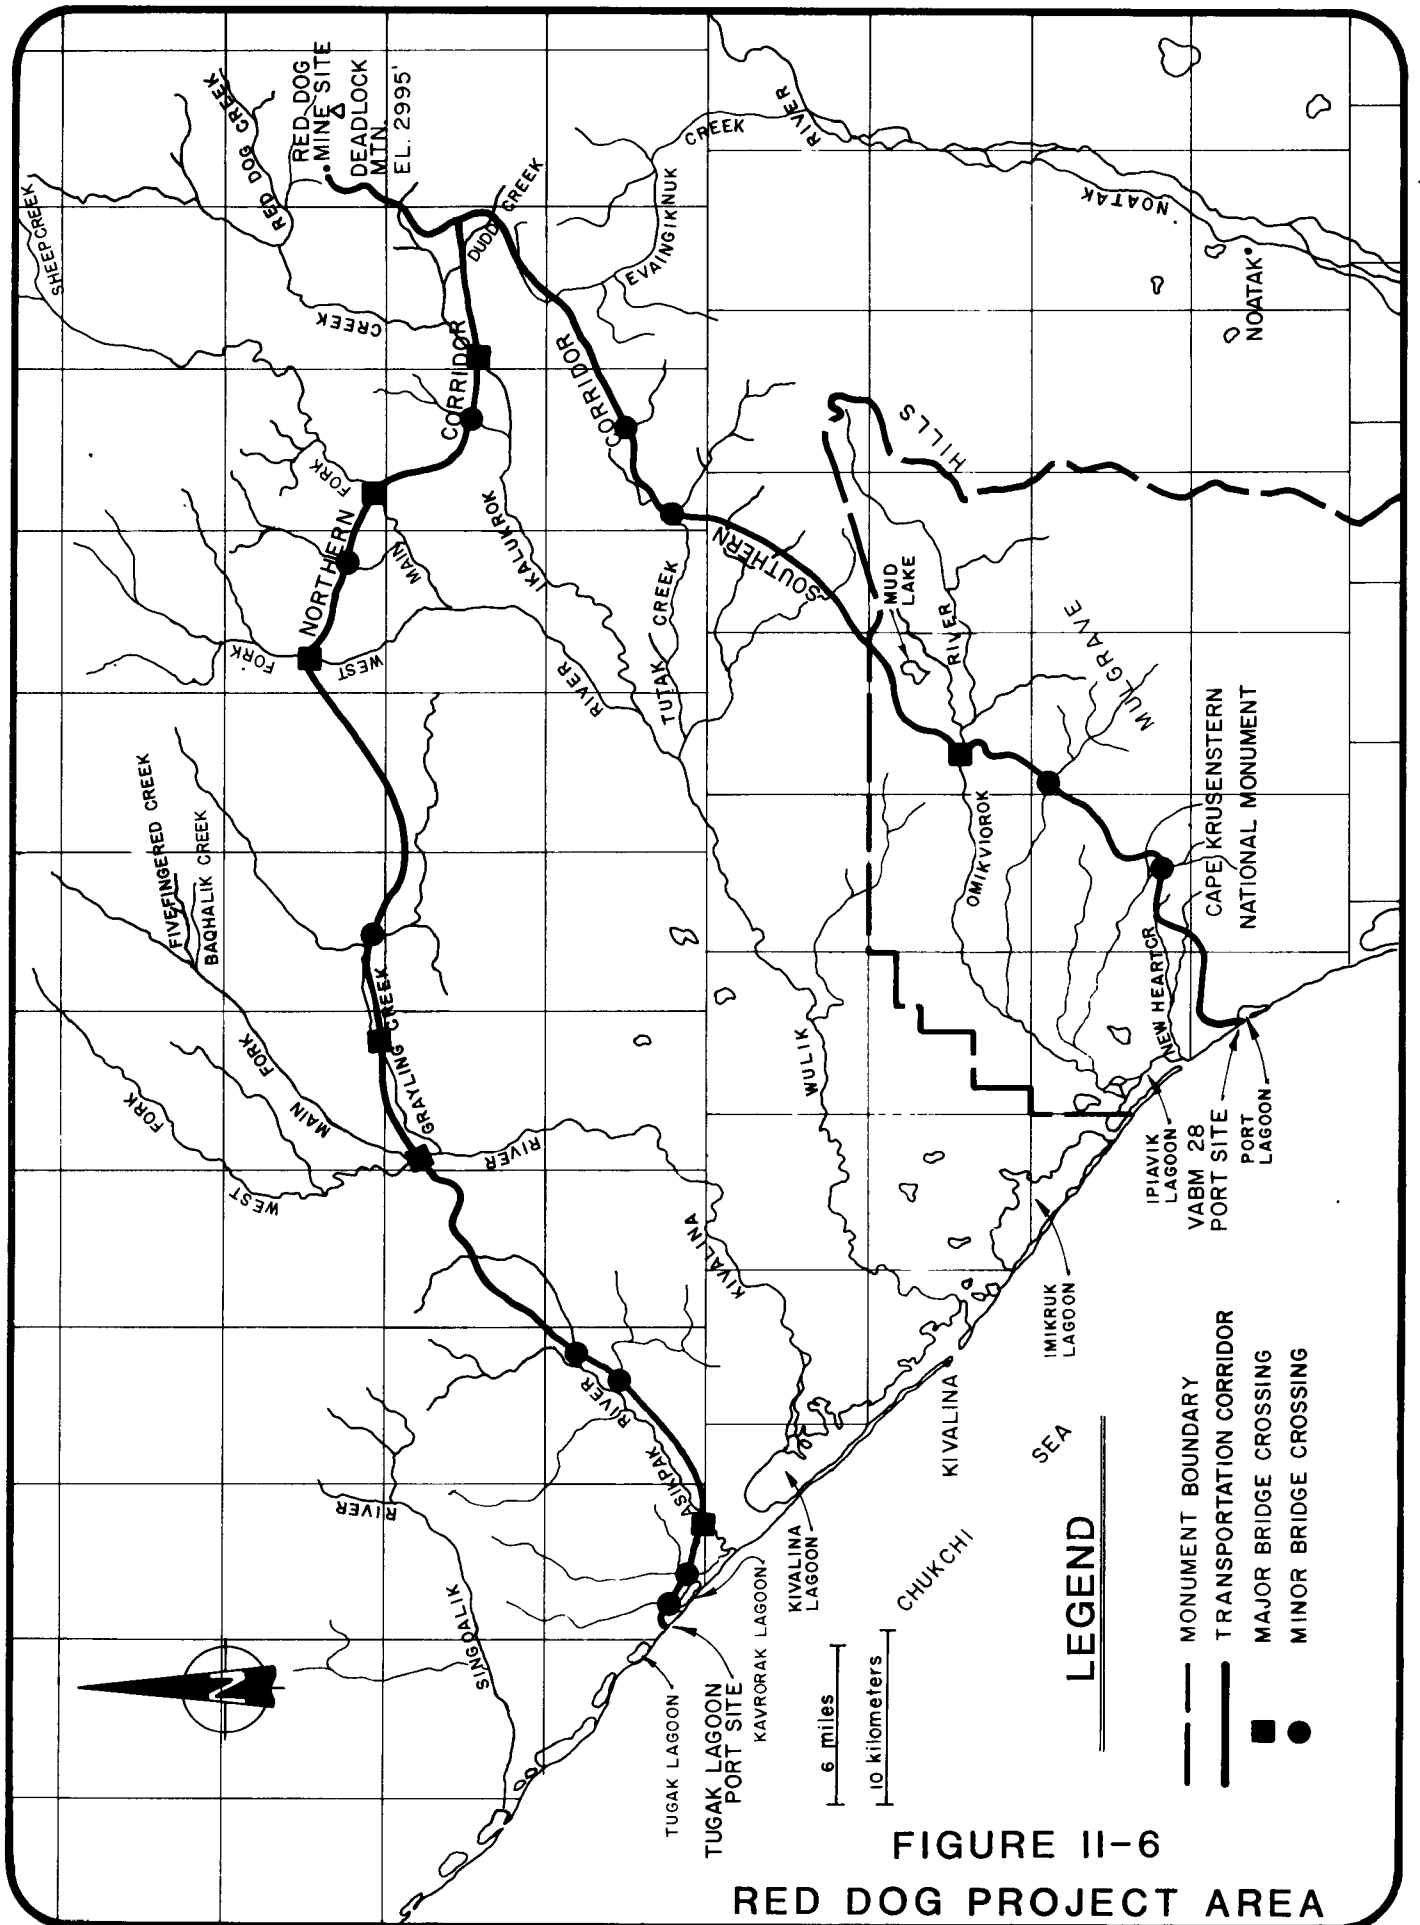 SHEEP CREEK
RED DOG CREEK
RED DOG CREEK
RED DOG
MINE SITE
DEADLOCK
MTN.
EL. 2995'
CREEK
DUDD CREEK
EVAINGIKNUK
CREEK
RIVER
NOATAK
NOATAK
CORRIDOR
CORRIDOR
FORK
NORTHERN
MAIN
IKALUKROK
FORK
WEST
RIVER
TUTAK CREEK
SOUTHERN
HILLS
MUD
LAKE
RIVER
MULGRAVE
OMIKVIOROK
CAPE KRUSENSTERN
NATIONAL MONUMENT
NEW HEART CR
FIVEFINGERED CREEK
BAQHALIK CREEK
GRAYLING CREEK
FORK
MAIN
FORK
WEST
RIVER
KIVALINA
WULIK
IPIAVIK
LAGOON
VABM 28
PORT SITE
PORT
LAGOON
IMIKRUK
LAGOON
KIVALINA
RIVER
ASIKPAK
RIVER
SINGOALIK
KIVALINA
LAGOON
KAVRORAK LAGOON
TUGAK LAGOON
TUGAK LAGOON
PORT SITE
CHUKCHI
SEA
N
6 miles
10 kilometers
LEGEND
MONUMENT BOUNDARY
TRANSPORTATION CORRIDOR
MAJOR BRIDGE CROSSING
MINOR BRIDGE CROSSING
FIGURE II-6
RED DOG PROJECT AREA